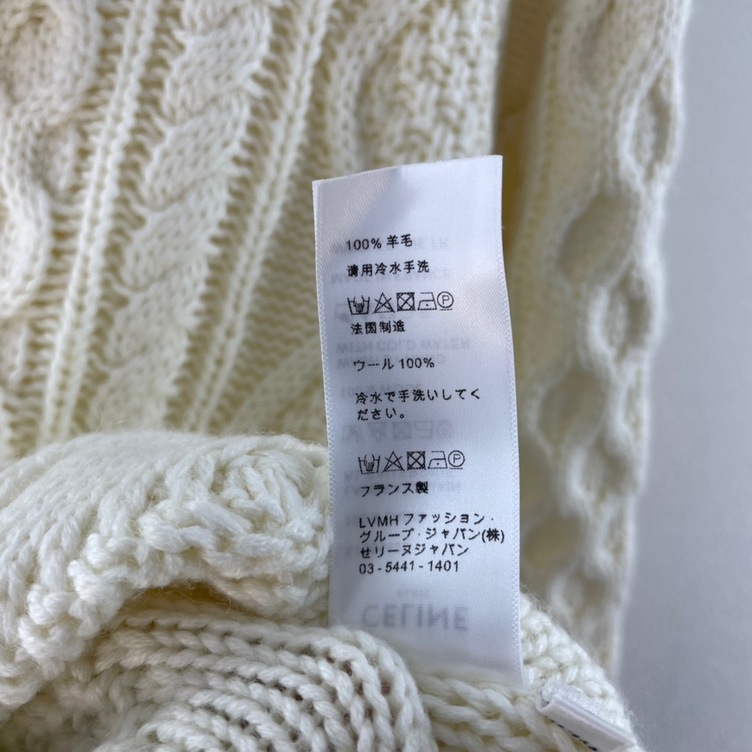 100% 羊毛
请用冷水手洗
法囻制造
ウール 100%
冷水で手洗いしてく
ださい。
フランス製
LVMH ファッション・
グループ・ジャパン(株)
セリーヌジャパン
03-5441-1401
CELINE